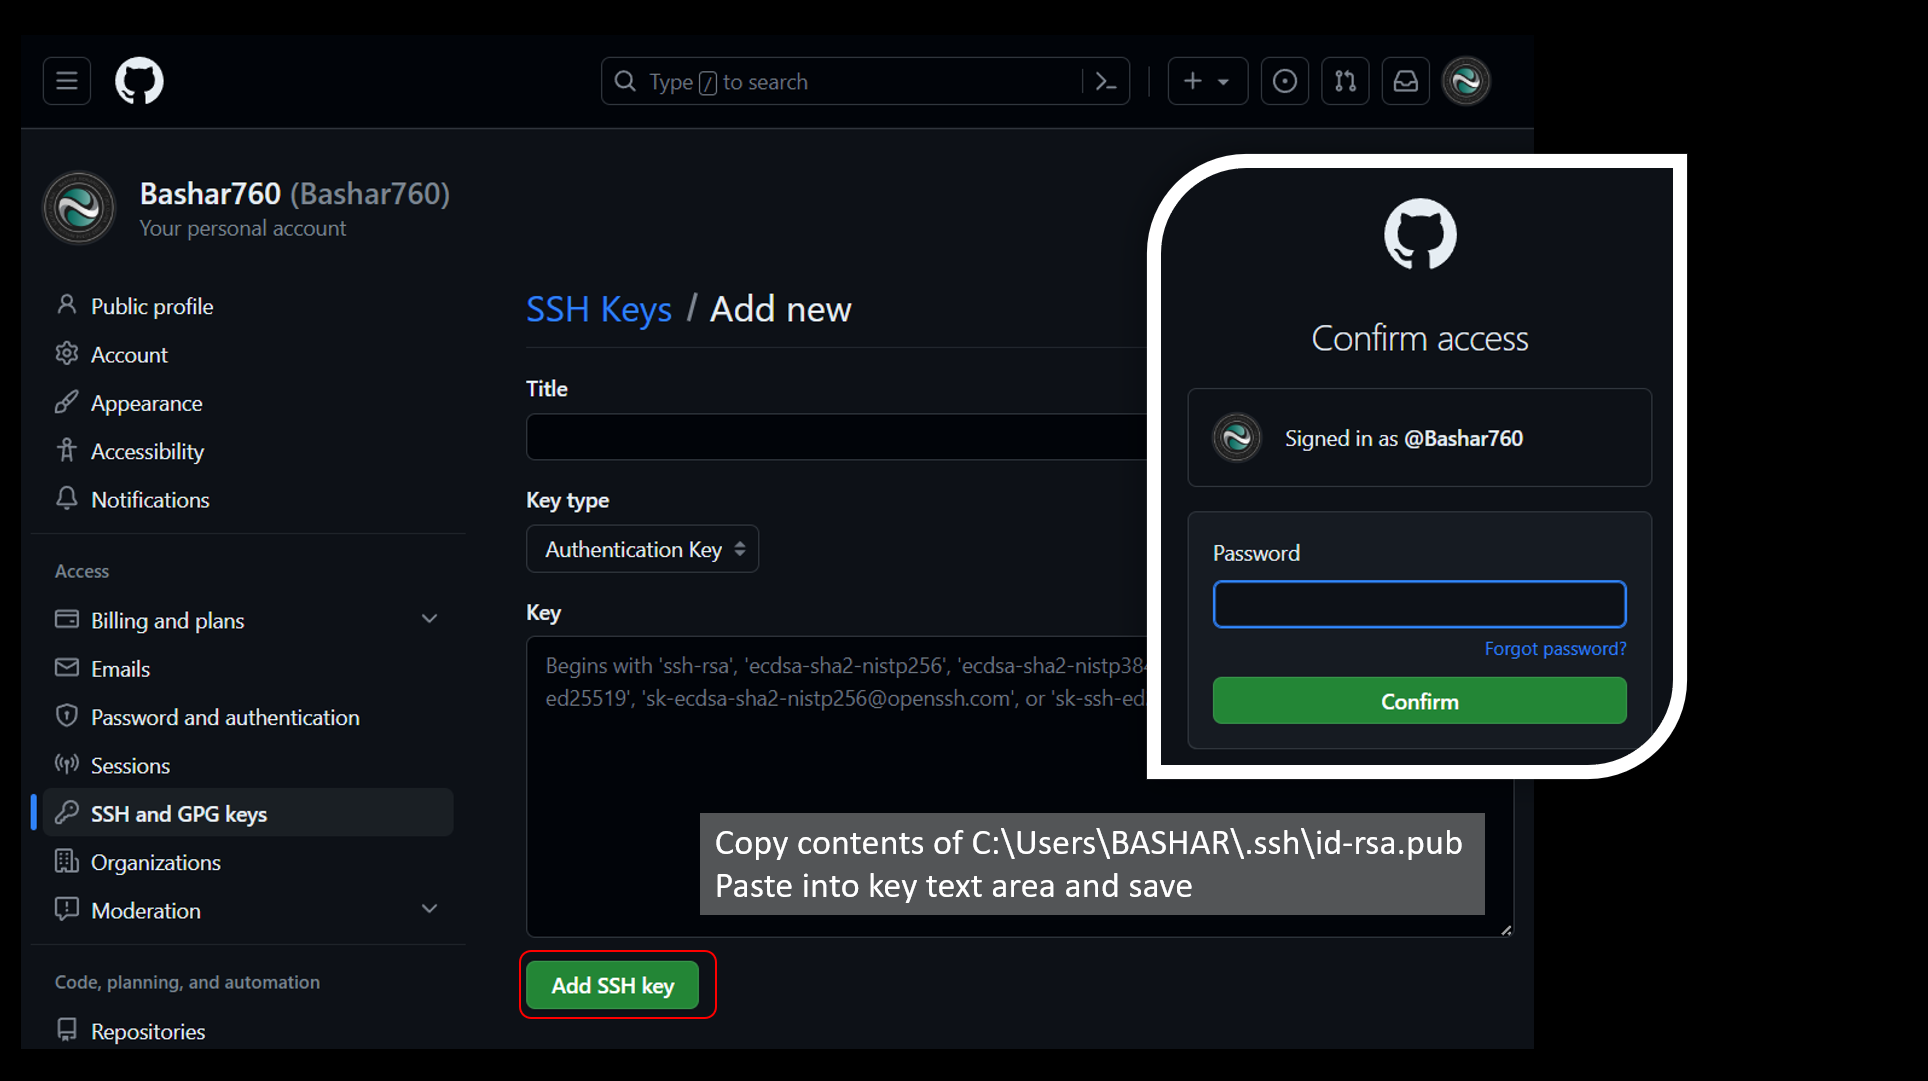 Type / to search
Bashar760 (Bashar760)
Your personal account
Public profile
Account
Appearance
Accessibility
Notifications
Access
Billing and plans
Emails
Password and authentication
Sessions
SSH and GPG keys
Organizations
Moderation
Code, planning, and automation
Repositories
SSH Keys / Add new
Title
Key type
Authentication Key
Key
Begins with 'ssh-rsa', 'ecdsa-sha2-nistp256', 'ecdsa-sha2-nistp384
ed25519', 'sk-ecdsa-sha2-nistp256@openssh.com', or 'sk-ssh-ed
Copy contents of C:\Users\BASHAR\.ssh\id-rsa.pub
Paste into key text area and save
Add SSH key
Confirm access
Signed in as @Bashar760
Password
Forgot password?
Confirm